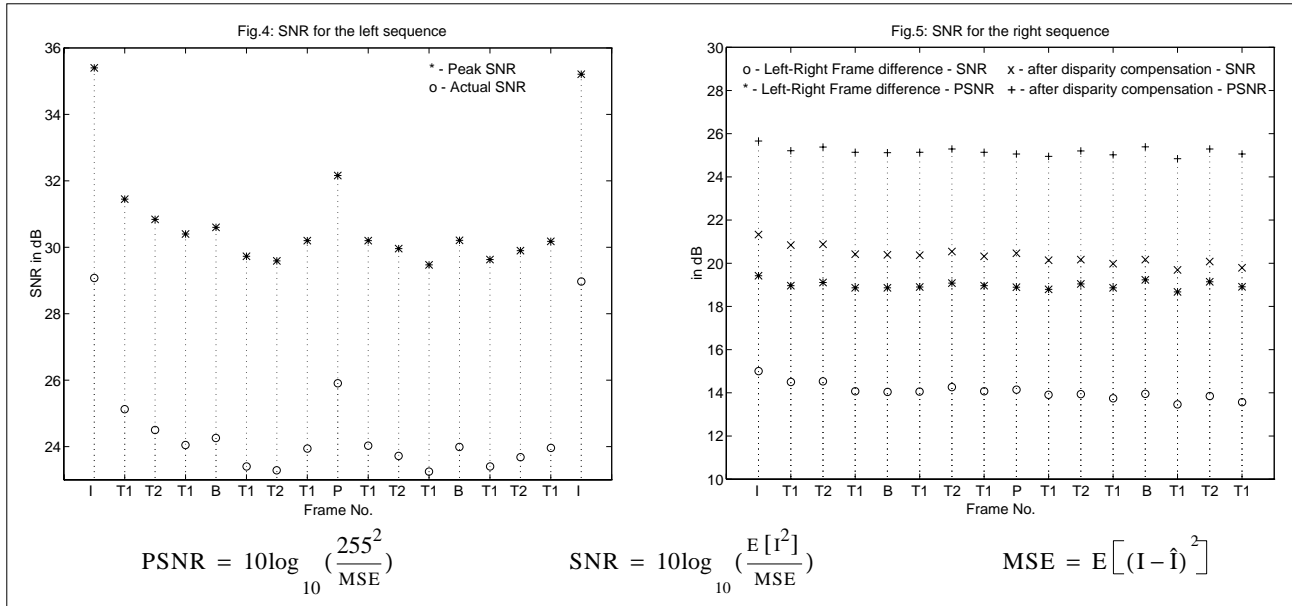 Fig.4: SNR for the left sequence
36
34
32
30
28
26
24
SNR in dB
* - Peak SNR
o - Actual SNR
I T1 T2 T1 B T1 T2 T1 P T1 T2 T1 B T1 T2 T1 I
Frame No.
Fig.5: SNR for the right sequence
30
28
26
24
22
20
18
16
14
12
10
in dB
o - Left-Right Frame difference - SNR x - after disparity compensation - SNR
* - Left-Right Frame difference - PSNR + - after disparity compensation - PSNR
I T1 T2 T1 B T1 T2 T1 P T1 T2 T1 B T1 T2 T1
Frame No.
PSNR = 10log₁₀(255²/MSE)
SNR = 10log₁₀(E[I²]/MSE)
MSE = E[(I – Î)²]